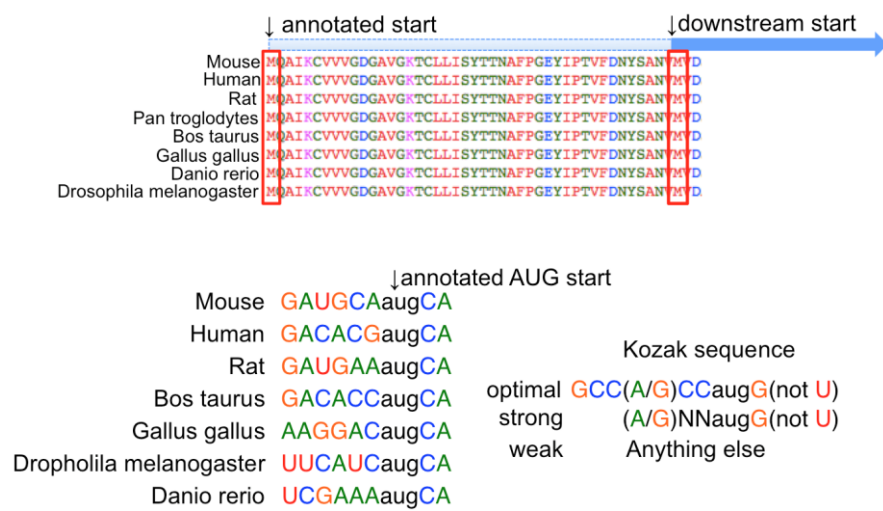 ↓ annotated start
↓downstream start
Mouse MQAIKCVVVGDGAVGKTCLLISYTTNAFPGEYIPTVFDNYSANVMVD
Human MQAIKCVVVGDGAVGKTCLLISYTTNAFPGEYIPTVFDNYSANVMVD
Rat MQAIKCVVVGDGAVGKTCLLISYTTNAFPGEYIPTVFDNYSANVMVD
Pan troglodytes MQAIKCVVVGDGAVGKTCLLISYTTNAFPGEYIPTVFDNYSANVMVD
Bos taurus MQAIKCVVVGDGAVGKTCLLISYTTNAFPGEYIPTVFDNYSANVMVD
Gallus gallus MQAIKCVVVGDGAVGKTCLLISYTTNAFPGEYIPTVFDNYSANVMVD
Danio rerio MQAIKCVVVGDGAVGKTCLLISYTTNAFPGEYIPTVFDNYSANVMVD
Drosophila melanogaster MQAIKCVVVGDGAVGKTCLLISYTTNAFPGEYIPTVFDNYSANVMVD
↓annotated AUG start
Mouse GAUGCAaugCA
Human GACACGaugCA
Rat GAUGAAaugCA
Bos taurus GACACCaugCA
Gallus gallus AAGGACaugCA
Dropholila melanogaster UUCAUCaugCA
Danio rerio UCGAAAaugCA
Kozak sequence
optimal GCC(A/G)CCaugG(not U)
strong (A/G)NNaugG(not U)
weak Anything else